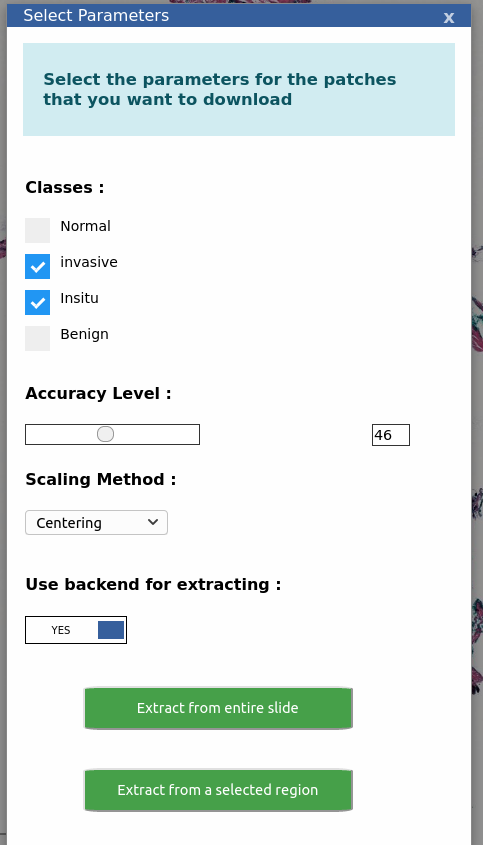 Select Parameters
x
Select the parameters for the patches
that you want to download
Classes :
Normal
invasive
Insitu
Benign
Accuracy Level :
46
Scaling Method :
Centering
Use backend for extracting :
YES
Extract from entire slide
Extract from a selected region